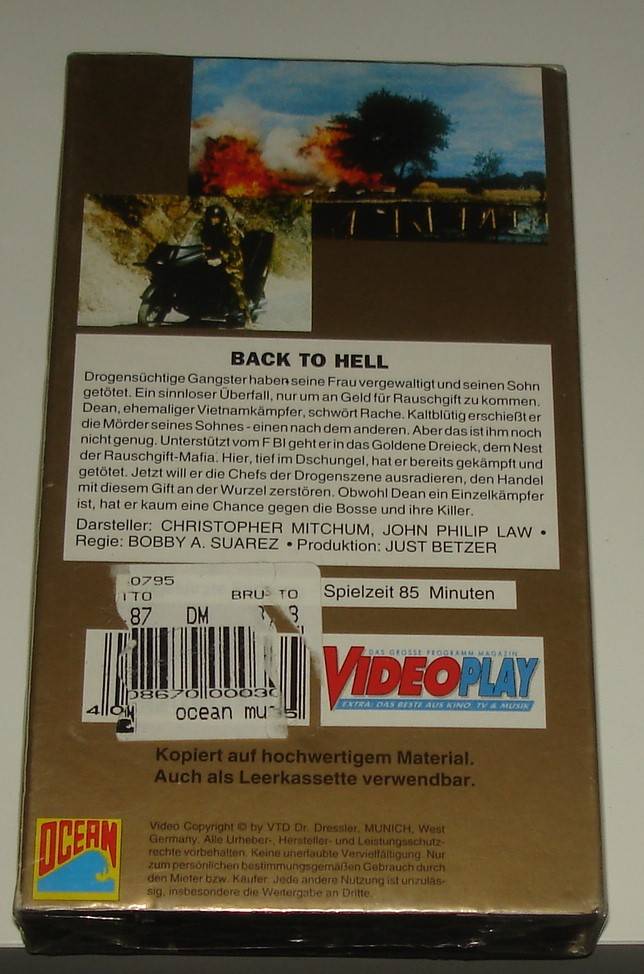 BACK TO HELL
Drogensüchtige Gangster haben seine Frau vergewaltigt und seinen Sohn
getötet. Ein sinnloser Überfall, nur um an Geld für Rauschgift zu kommen.
Dean, ehemaliger Vietnamkämpfer, schwört Rache. Kaltblütig erschießt er
die Mörder seines Sohnes - einen nach dem anderen. Aber das ist ihm noch
nicht genug. Unterstützt vom FBI geht er in das Goldene Dreieck, dem Nest
der Rauschgift-Mafia. Hier, tief im Dschungel, hat er bereits gekämpft und
getötet. Jetzt will er die Chefs der Drogenszene ausradieren, den Handel
mit diesem Gift an der Wurzel zerstören. Obwohl Dean ein Einzelkämpfer
ist, hat er kaum eine Chance gegen die Bosse und ihre Killer.
Darsteller: CHRISTOPHER MITCHUM, JOHN PHILIP LAW •
Regie: BOBBY A. SUAREZ • Produktion: JUST BETZER
Spielzeit 85 Minuten
0795
87 DM
ocean
DAS GROSSE PROGRAMM MAGAZIN
VIDEOPLAY
EXTRA: DAS BESTE AUS KINO, TV & MUSIK
Kopiert auf hochwertigem Material.
Auch als Leerkassette verwendbar.
OCEAN
Video Copyright © by VTD Dr. Dressler, MUNICH, West
Germany. Alle Urheber-, Hersteller- und Leistungsschutz-
rechte vorbehalten. Keine unerlaubte Vervielfältigung. Nur
zum persönlichen bestimmungsgemäßen Gebrauch durch
den Mieter bzw. Käufer. Jede andere Nutzung ist unzuläs-
sig, insbesondere die Weitergabe an Dritte.